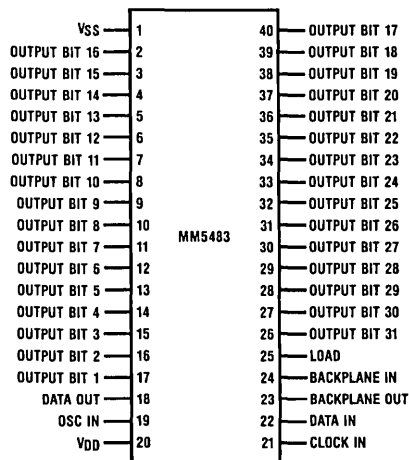 VSS 1 40 OUTPUT BIT 17
OUTPUT BIT 16 2 39 OUTPUT BIT 18
OUTPUT BIT 15 3 38 OUTPUT BIT 19
OUTPUT BIT 14 4 37 OUTPUT BIT 20
OUTPUT BIT 13 5 36 OUTPUT BIT 21
OUTPUT BIT 12 6 35 OUTPUT BIT 22
OUTPUT BIT 11 7 34 OUTPUT BIT 23
OUTPUT BIT 10 8 33 OUTPUT BIT 24
OUTPUT BIT 9 9 32 OUTPUT BIT 25
OUTPUT BIT 8 10 31 OUTPUT BIT 26
MM5483
OUTPUT BIT 7 11 30 OUTPUT BIT 27
OUTPUT BIT 6 12 29 OUTPUT BIT 28
OUTPUT BIT 5 13 28 OUTPUT BIT 29
OUTPUT BIT 4 14 27 OUTPUT BIT 30
OUTPUT BIT 3 15 26 OUTPUT BIT 31
OUTPUT BIT 2 16 25 LOAD
OUTPUT BIT 1 17 24 BACKPLANE IN
DATA OUT 18 23 BACKPLANE OUT
OSC IN 19 22 DATA IN
VDD 20 21 CLOCK IN